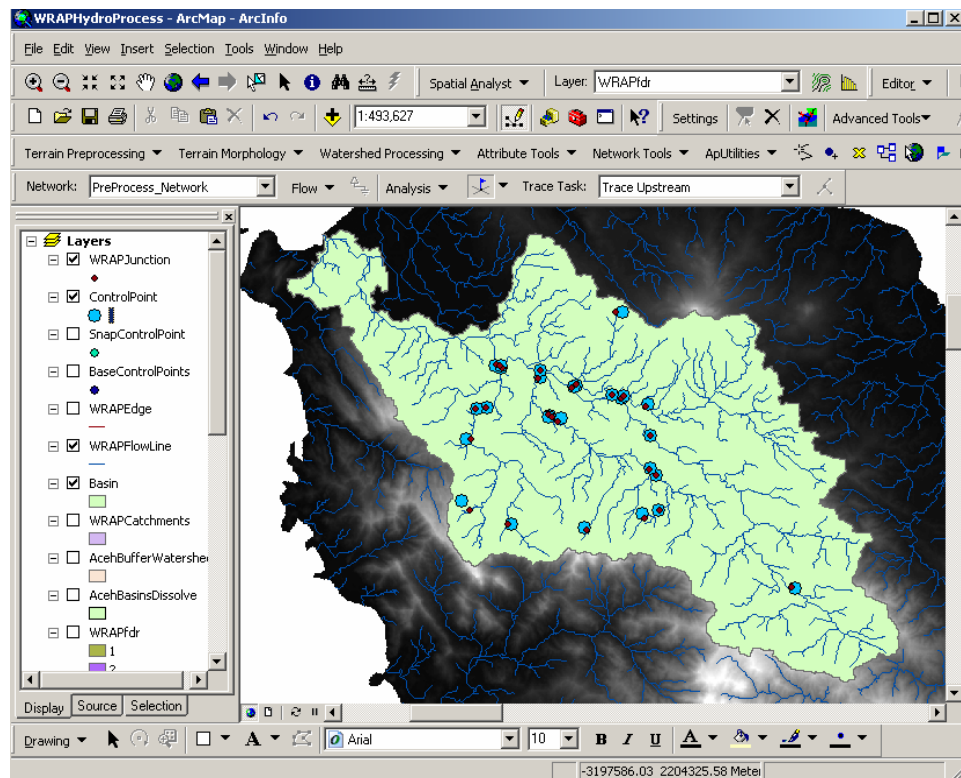 WRAPHydroProcess - ArcMap - ArcInfo
File Edit View Insert Selection Tools Window Help
Spatial Analyst Layer: WRAPfdr Editor
1:493,627 Settings Advanced Tools
Terrain Preprocessing Terrain Morphology Watershed Processing Attribute Tools Network Tools ApUtilities
Network: PreProcess_Network Flow Analysis Trace Task: Trace Upstream
Layers
WRAPJunction
ControlPoint
SnapControlPoint
BaseControlPoints
WRAPEdge
WRAPFlowLine
Basin
WRAPCatchments
AcehBufferWatershe
AcehBasinsDissolve
WRAPfdr
1
2
Display Source Selection
Drawing A Arial 10 B I U A
-3197586.03 2204325.58 Meter